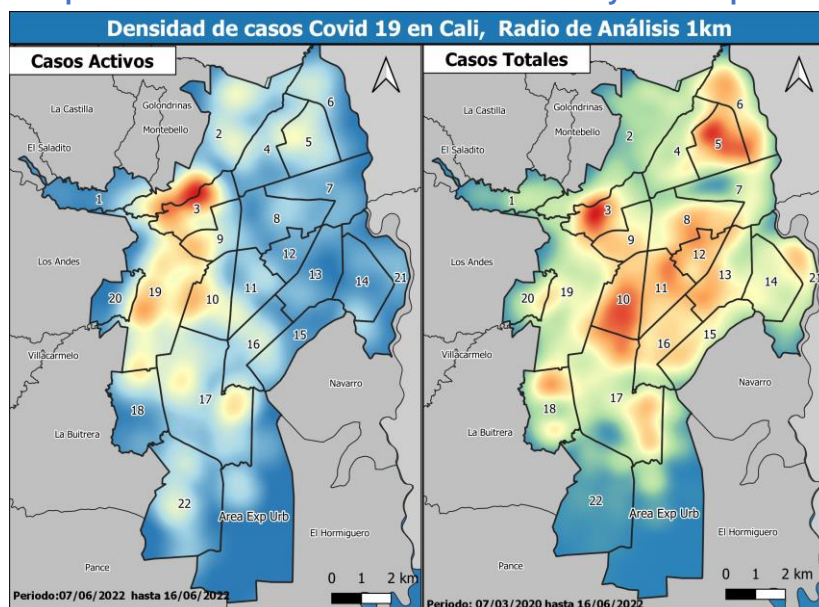 Densidad de casos Covid 19 en Cali, Radio de Análisis 1km
Casos Activos
La Castilla
Golondrinas
Montebello
El Saladito
Los Andes
Villacarmelo
La Buitrera
Pance
Navarro
El Hormiguero
Area Exp Urb
1
2
3
4
5
6
7
8
9
10
11
12
13
14
15
16
17
18
19
20
21
22
Periodo:07/06/2022 hasta 16/06/2022
0 1 2 km
Casos Totales
La Castilla
Golondrinas
Montebello
El Saladito
Los Andes
Villacarmelo
La Buitrera
Pance
Navarro
El Hormiguero
Area Exp Urb
1
2
3
4
5
6
7
8
9
10
11
12
13
14
15
16
17
18
19
20
21
22
Periodo: 07/03/2020 hasta 16/06/2022
0 1 2 km